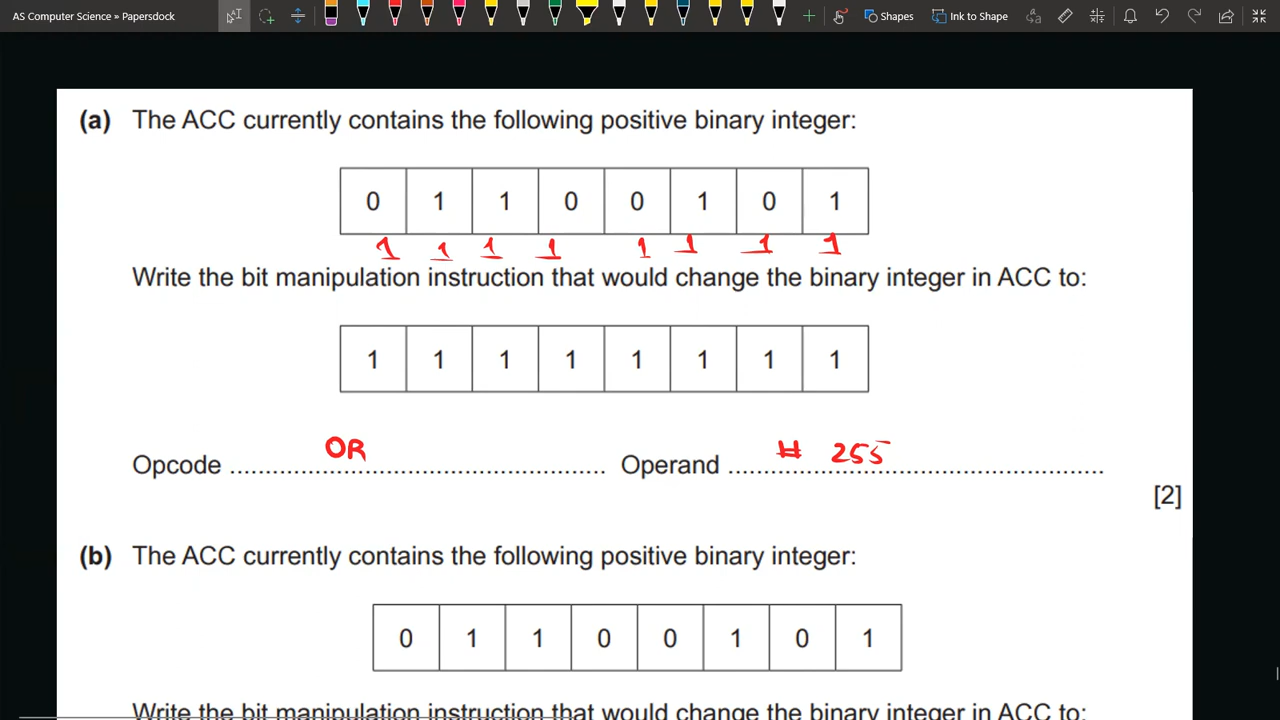 AS Computer Science » Papersdock
Shapes
Ink to Shape
(a) The ACC currently contains the following positive binary integer:
0 1 1 0 0 1 0 1
1 1 1 1 1 1 1 1
Write the bit manipulation instruction that would change the binary integer in ACC to:
1 1 1 1 1 1 1 1
OR # 255
Opcode ........................................................ Operand ........................................................
[2]
(b) The ACC currently contains the following positive binary integer:
0 1 1 0 0 1 0 1
Write the bit manipulation instruction that would change the binary integer in ACC to: